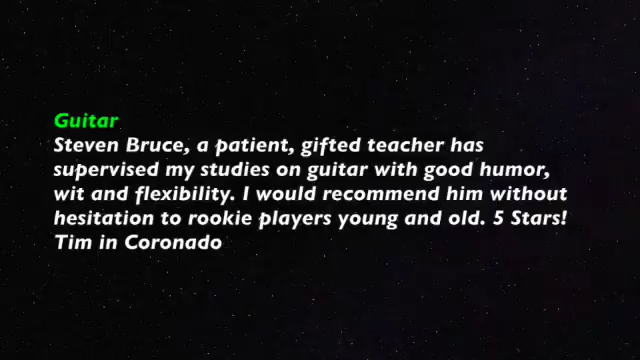 Guitar
Steven Bruce, a patient, gifted teacher has
supervised my studies on guitar with good humor,
wit and flexibility. I would recommend him without
hesitation to rookie players young and old. 5 Stars!
Tim in Coronado